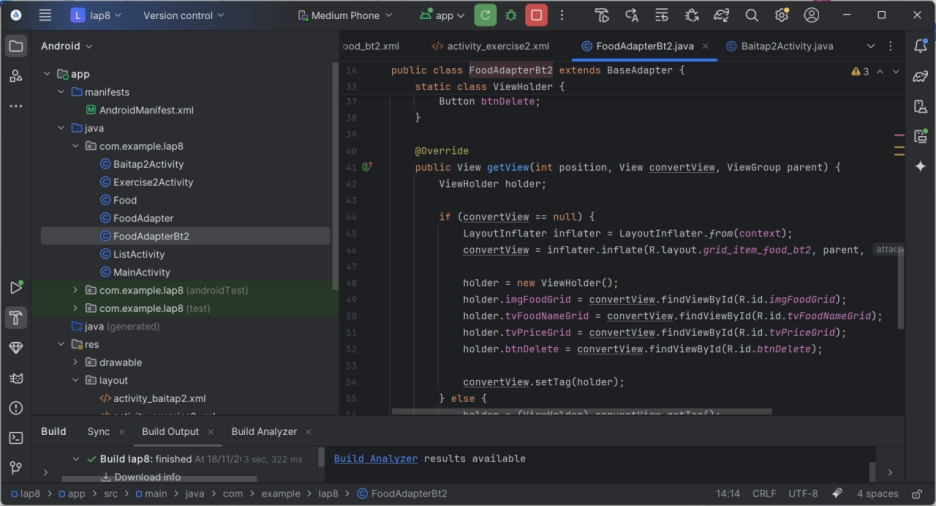 L lap8 Version control Medium Phone app
Android
app
manifests
AndroidManifest.xml
java
com.example.lap8
Baitap2Activity
Exercise2Activity
Food
FoodAdapter
FoodAdapterBt2
ListActivity
MainActivity
com.example.lap8 (androidTest)
com.example.lap8 (test)
java (generated)
res
drawable
layout
activity_baitap2.xml
ood_bt2.xml activity_exercise2.xml FoodAdapterBt2.java Baitap2Activity.java
3
14 public class FoodAdapterBt2 extends BaseAdapter {
33 static class ViewHolder {
37 Button btnDelete;
38 }
39
40 @Override
41 public View getView(int position, View convertView, ViewGroup parent) {
42 ViewHolder holder;
43
44 if (convertView == null) {
45 LayoutInflater inflater = LayoutInflater.from(context);
46 convertView = inflater.inflate(R.layout.grid_item_food_bt2, parent, attach
47
48 holder = new ViewHolder();
49 holder.imgFoodGrid = convertView.findViewById(R.id.imgFoodGrid);
50 holder.tvFoodNameGrid = convertView.findViewById(R.id.tvFoodNameGrid);
51 holder.tvPriceGrid = convertView.findViewById(R.id.tvPriceGrid);
52 holder.btnDelete = convertView.findViewById(R.id.btnDelete);
53
54 convertView.setTag(holder);
55 } else {
Build Sync Build Output Build Analyzer
Build lap8: finished At 18/11/2 3 sec, 322 ms
Download info
Build Analyzer results available
lap8 > app > src > main > java > com > example > lap8 > FoodAdapterBt2 14:14 CRLF UTF-8 4 spaces